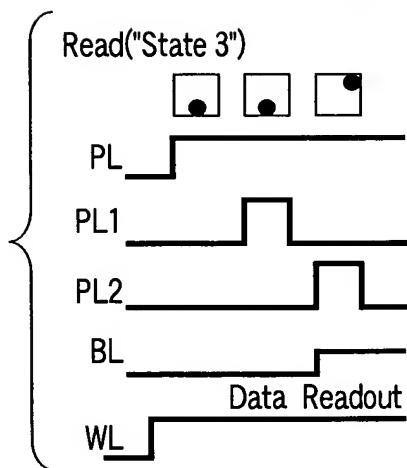 Read("State 3")
PL
PL1
PL2
BL
Data Readout
WL